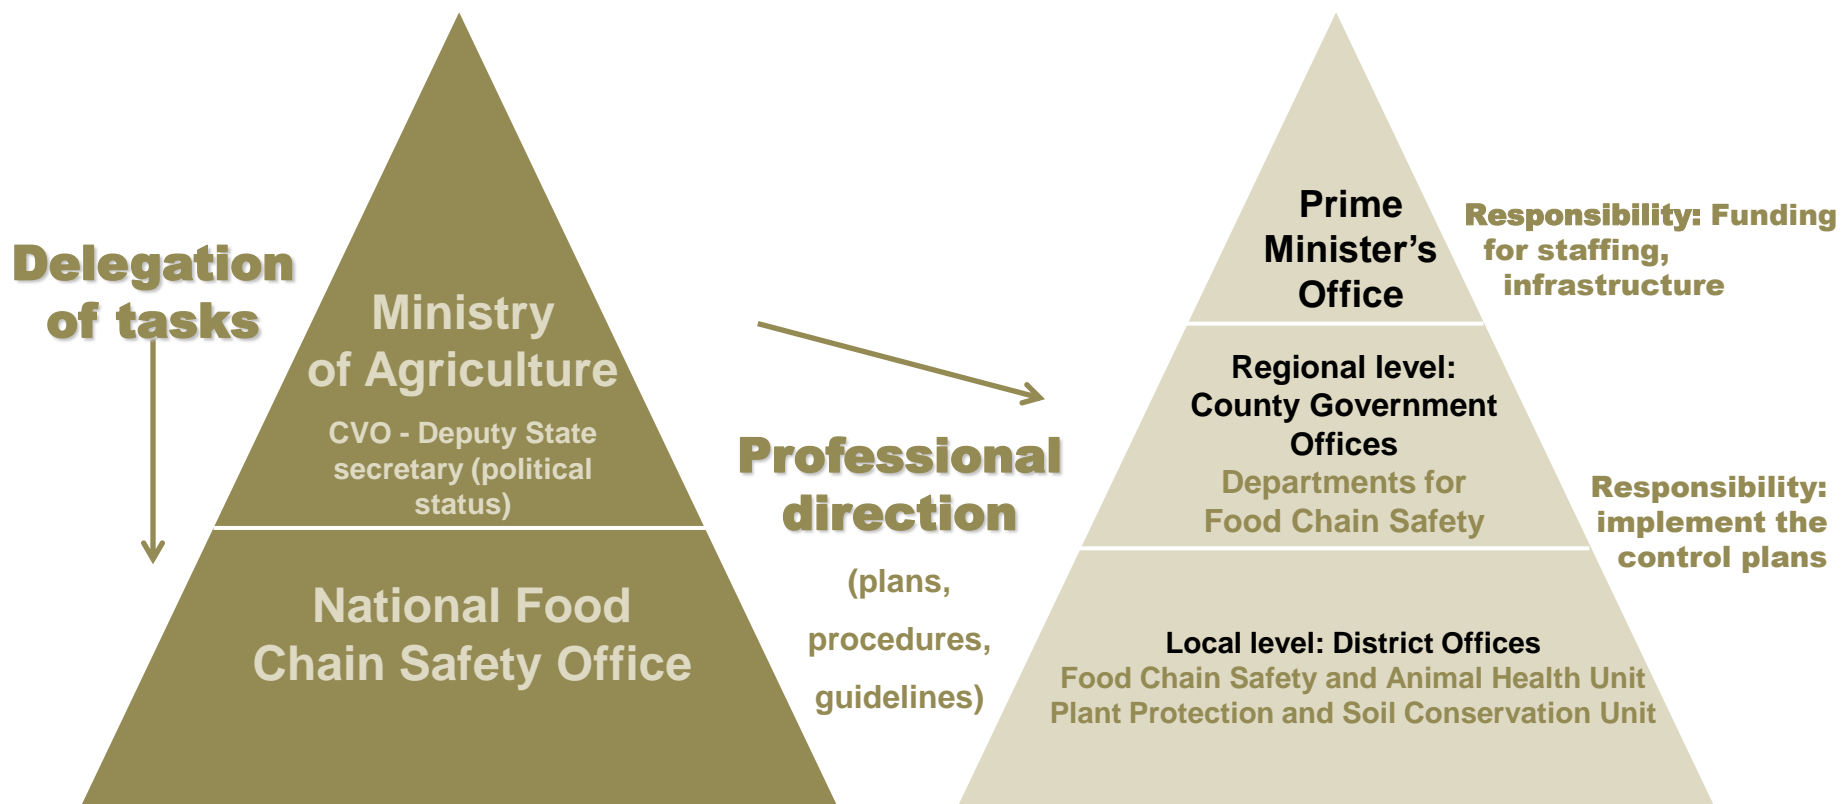 Delegation
of tasks
Ministry
of Agriculture
CVO - Deputy State
secretary (political
status)
National Food
Chain Safety Office
Professional
direction
(plans,
procedures,
guidelines)
Prime
Minister’s
Office
Responsibility: Funding
for staffing,
infrastructure
Regional level:
County Government
Offices
Departments for
Food Chain Safety
Responsibility:
implement the
control plans
Local level: District Offices
Food Chain Safety and Animal Health Unit
Plant Protection and Soil Conservation Unit